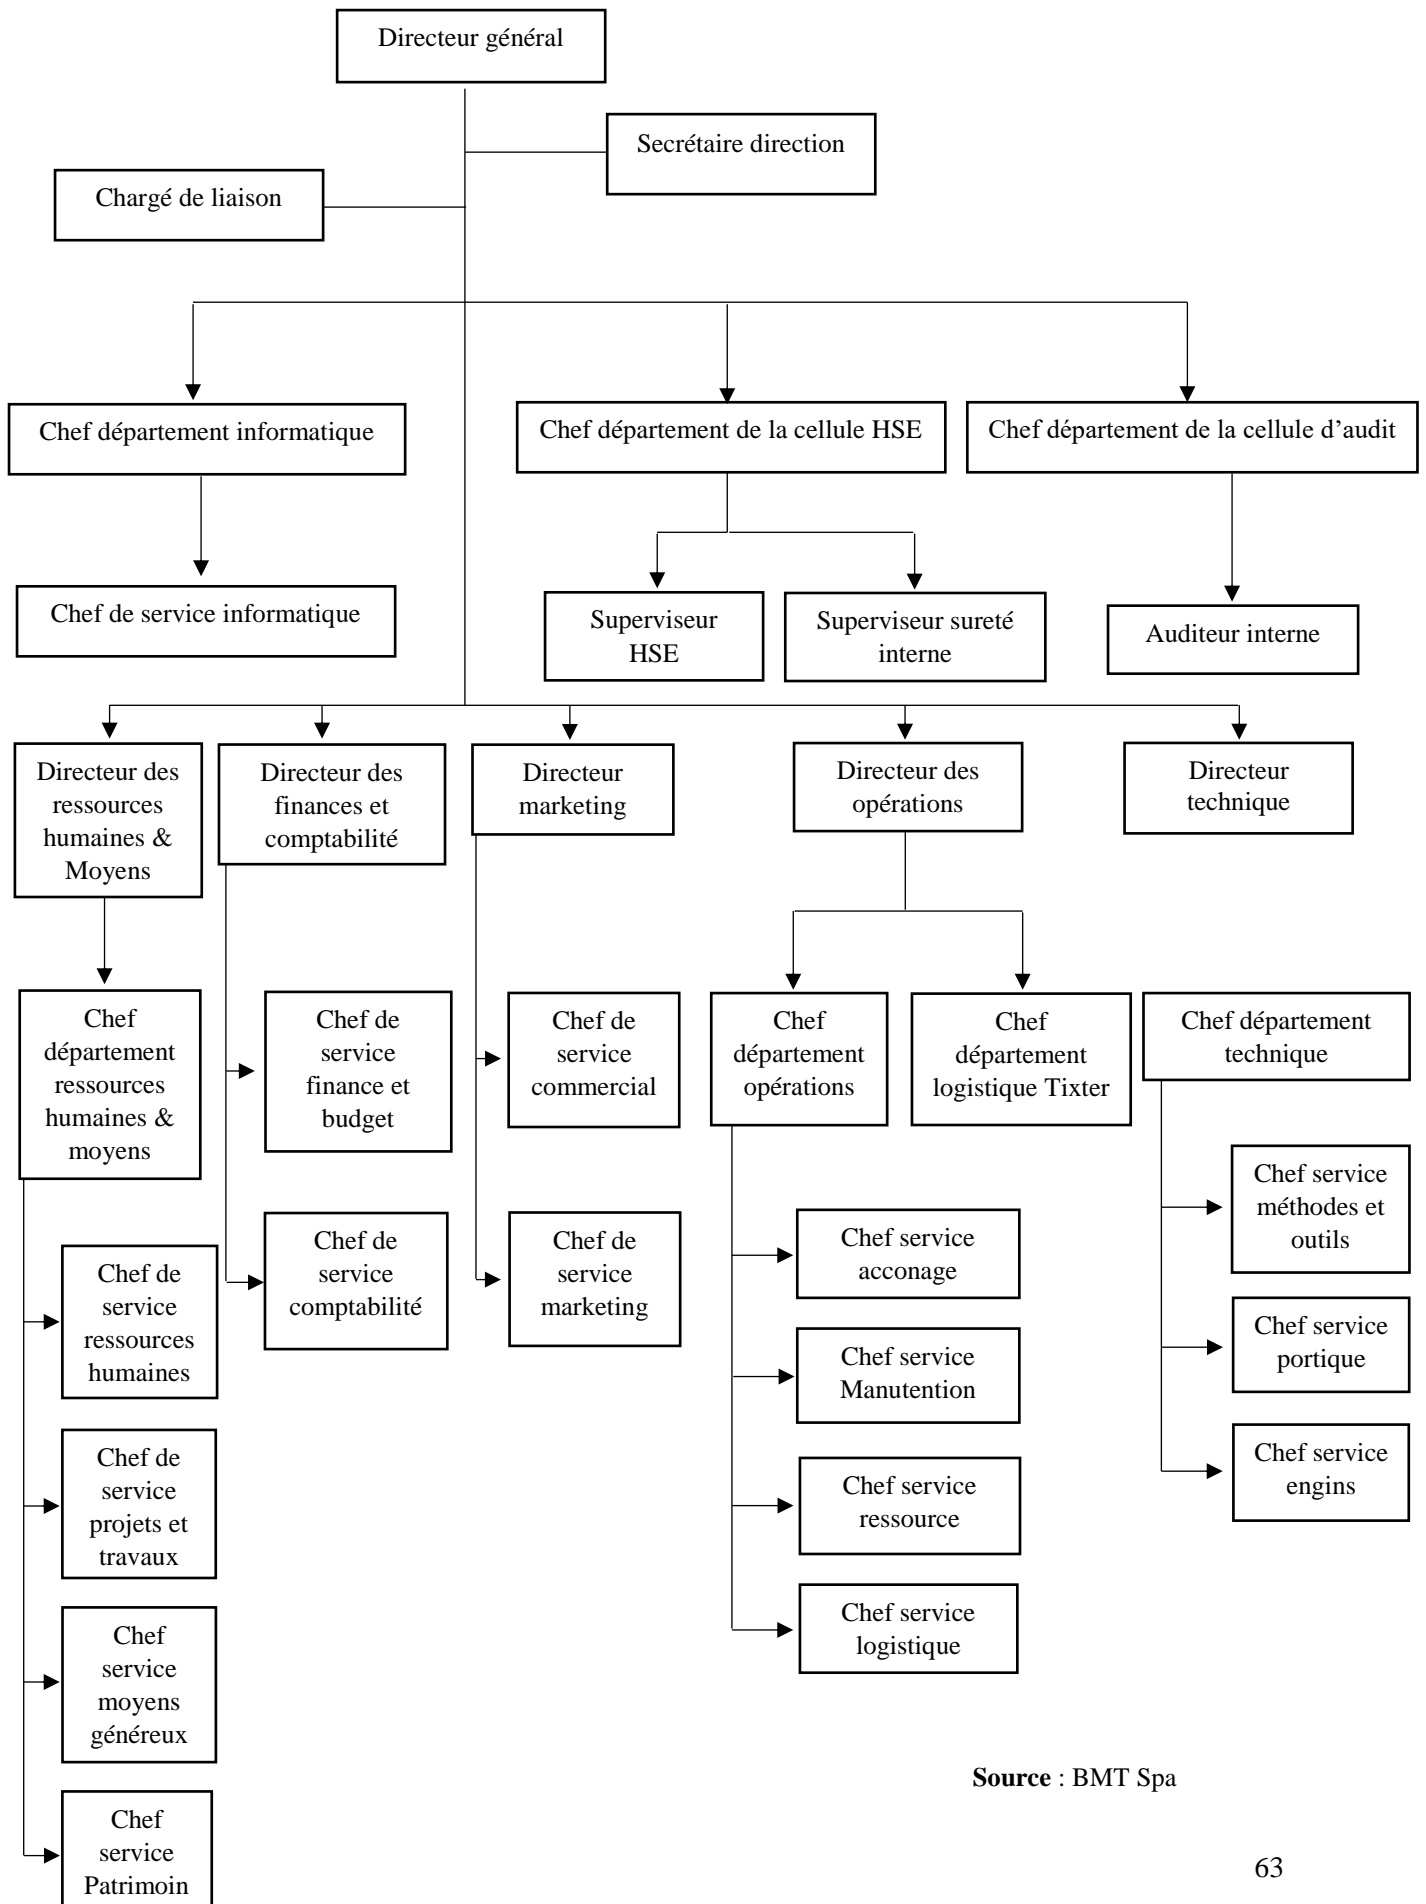 Directeur général
Secrétaire direction
Chargé de liaison
Chef département informatique
Chef département de la cellule HSE
Chef département de la cellule d’audit
Chef de service informatique
Superviseur
HSE
Superviseur sureté
interne
Auditeur interne
Directeur des
ressources
humaines &
Moyens
Directeur des
finances et
comptabilité
Directeur
marketing
Directeur des
opérations
Directeur
technique
Chef
département
ressources
humaines &
moyens
Chef de
service
finance et
budget
Chef de
service
commercial
Chef
département
opérations
Chef
département
logistique Tixter
Chef département
technique
Chef de
service
ressources
humaines
Chef de
service
comptabilité
Chef de
service
marketing
Chef service
acconage
Chef service
méthodes et
outils
Chef service
Manutention
Chef service
portique
Chef de
service
projets et
travaux
Chef service
ressource
Chef service
engins
Chef
service
moyens
généreux
Chef service
logistique
Chef
service
Patrimoin
Source : BMT Spa
63